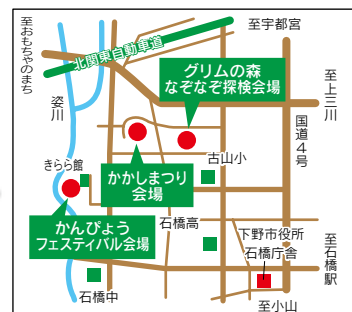 至おもちゃのまち
北関東自動車道
至宇都宮
グリムの森
なぞなぞ探検会場
至上三川
姿川
国道4号
きらら館
かかしまつり
会場
古山小
かんぴょう
フェスティバル会場
石橋高
下野市役所
石橋庁舎
至石橋駅
石橋中
至小山